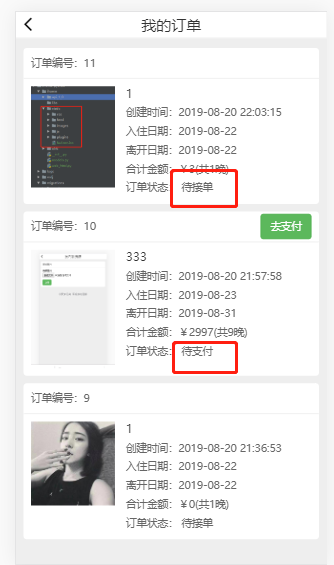 我的订单
订单编号：11
1
创建时间：2019-08-20 22:03:15
入住日期：2019-08-22
离开日期：2019-08-22
合计金额：￥3(共1晚)
订单状态：待接单
订单编号：10
去支付
333
创建时间：2019-08-20 21:57:58
入住日期：2019-08-23
离开日期：2019-08-31
合计金额：￥2997(共9晚)
订单状态：待支付
订单编号：9
1
创建时间：2019-08-20 21:36:53
入住日期：2019-08-22
离开日期：2019-08-22
合计金额：￥0(共1晚)
订单状态：待接单